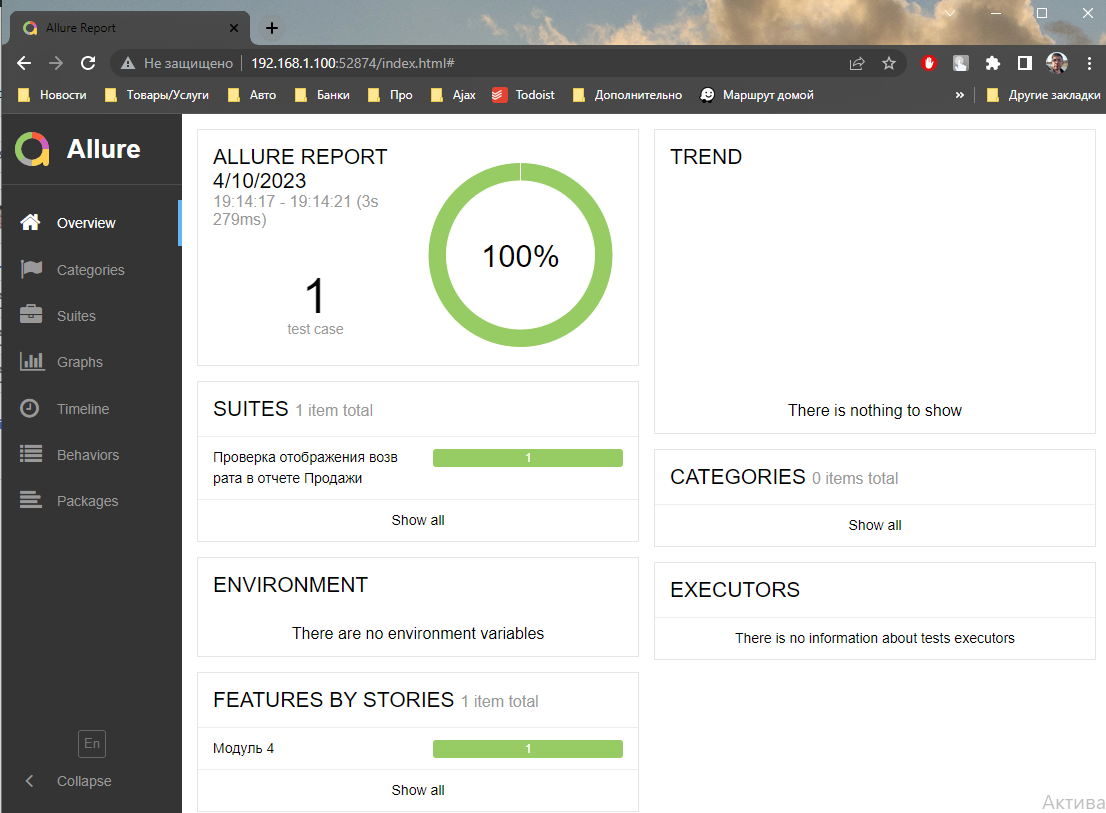 Allure Report
Не защищено 192.168.1.100:52874/index.html#
Новости Товары/Услуги Авто Банки Про Ajax Todoist Дополнительно Маршрут домой » Другие закладки
Allure
Overview
Categories
Suites
Graphs
Timeline
Behaviors
Packages
En
Collapse
ALLURE REPORT
4/10/2023
19:14:17 - 19:14:21 (3s
279ms)
1
test case
100%
SUITES 1 item total
Проверка отображения возв
рата в отчете Продажи
1
Show all
ENVIRONMENT
There are no environment variables
FEATURES BY STORIES 1 item total
Модуль 4 1
Show all
TREND
There is nothing to show
CATEGORIES 0 items total
Show all
EXECUTORS
There is no information about tests executors
Актива